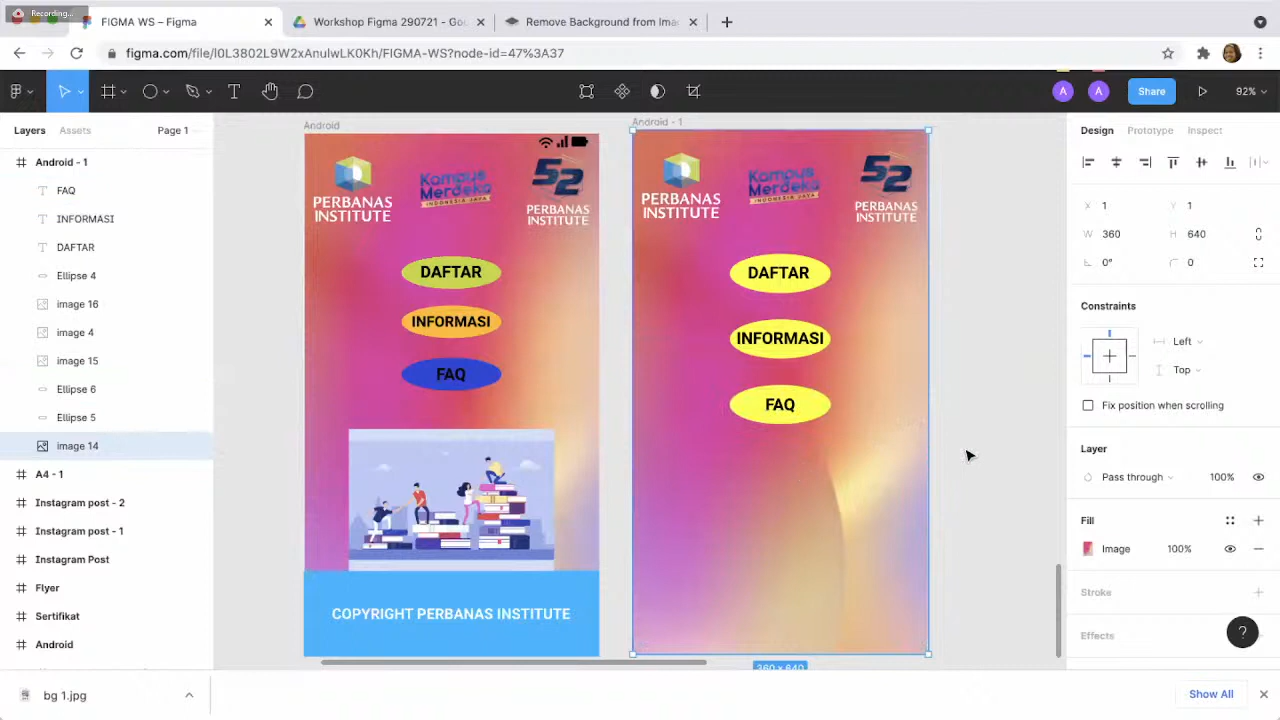 Recording...
FIGMA WS – Figma
Workshop Figma 290721 - Goo
Remove Background from Imag
figma.com/file/l0L3802L9W2xAnulwLK0Kh/FIGMA-WS?node-id=47%3A37
A
A
Share
92%
Layers
Assets
Page 1
Android - 1
FAQ
INFORMASI
DAFTAR
Ellipse 4
image 16
image 4
image 15
Ellipse 6
Ellipse 5
image 14
A4 - 1
Instagram post - 2
Instagram post - 1
Instagram Post
Flyer
Sertifikat
Android
Android
PERBANAS
INSTITUTE
Kampus
Merdeka
INDONESIA JAYA
52
PERBANAS
INSTITUTE
DAFTAR
INFORMASI
FAQ
COPYRIGHT PERBANAS INSTITUTE
Android - 1
PERBANAS
INSTITUTE
Kampus
Merdeka
INDONESIA JAYA
52
PERBANAS
INSTITUTE
DAFTAR
INFORMASI
FAQ
360 × 640
Design
Prototype
Inspect
X 1
Y 1
W 360
H 640
0°
0
Constraints
Left
Top
Fix position when scrolling
Layer
Pass through
100%
Fill
Image
100%
Stroke
Effects
?
bg 1.jpg
Show All